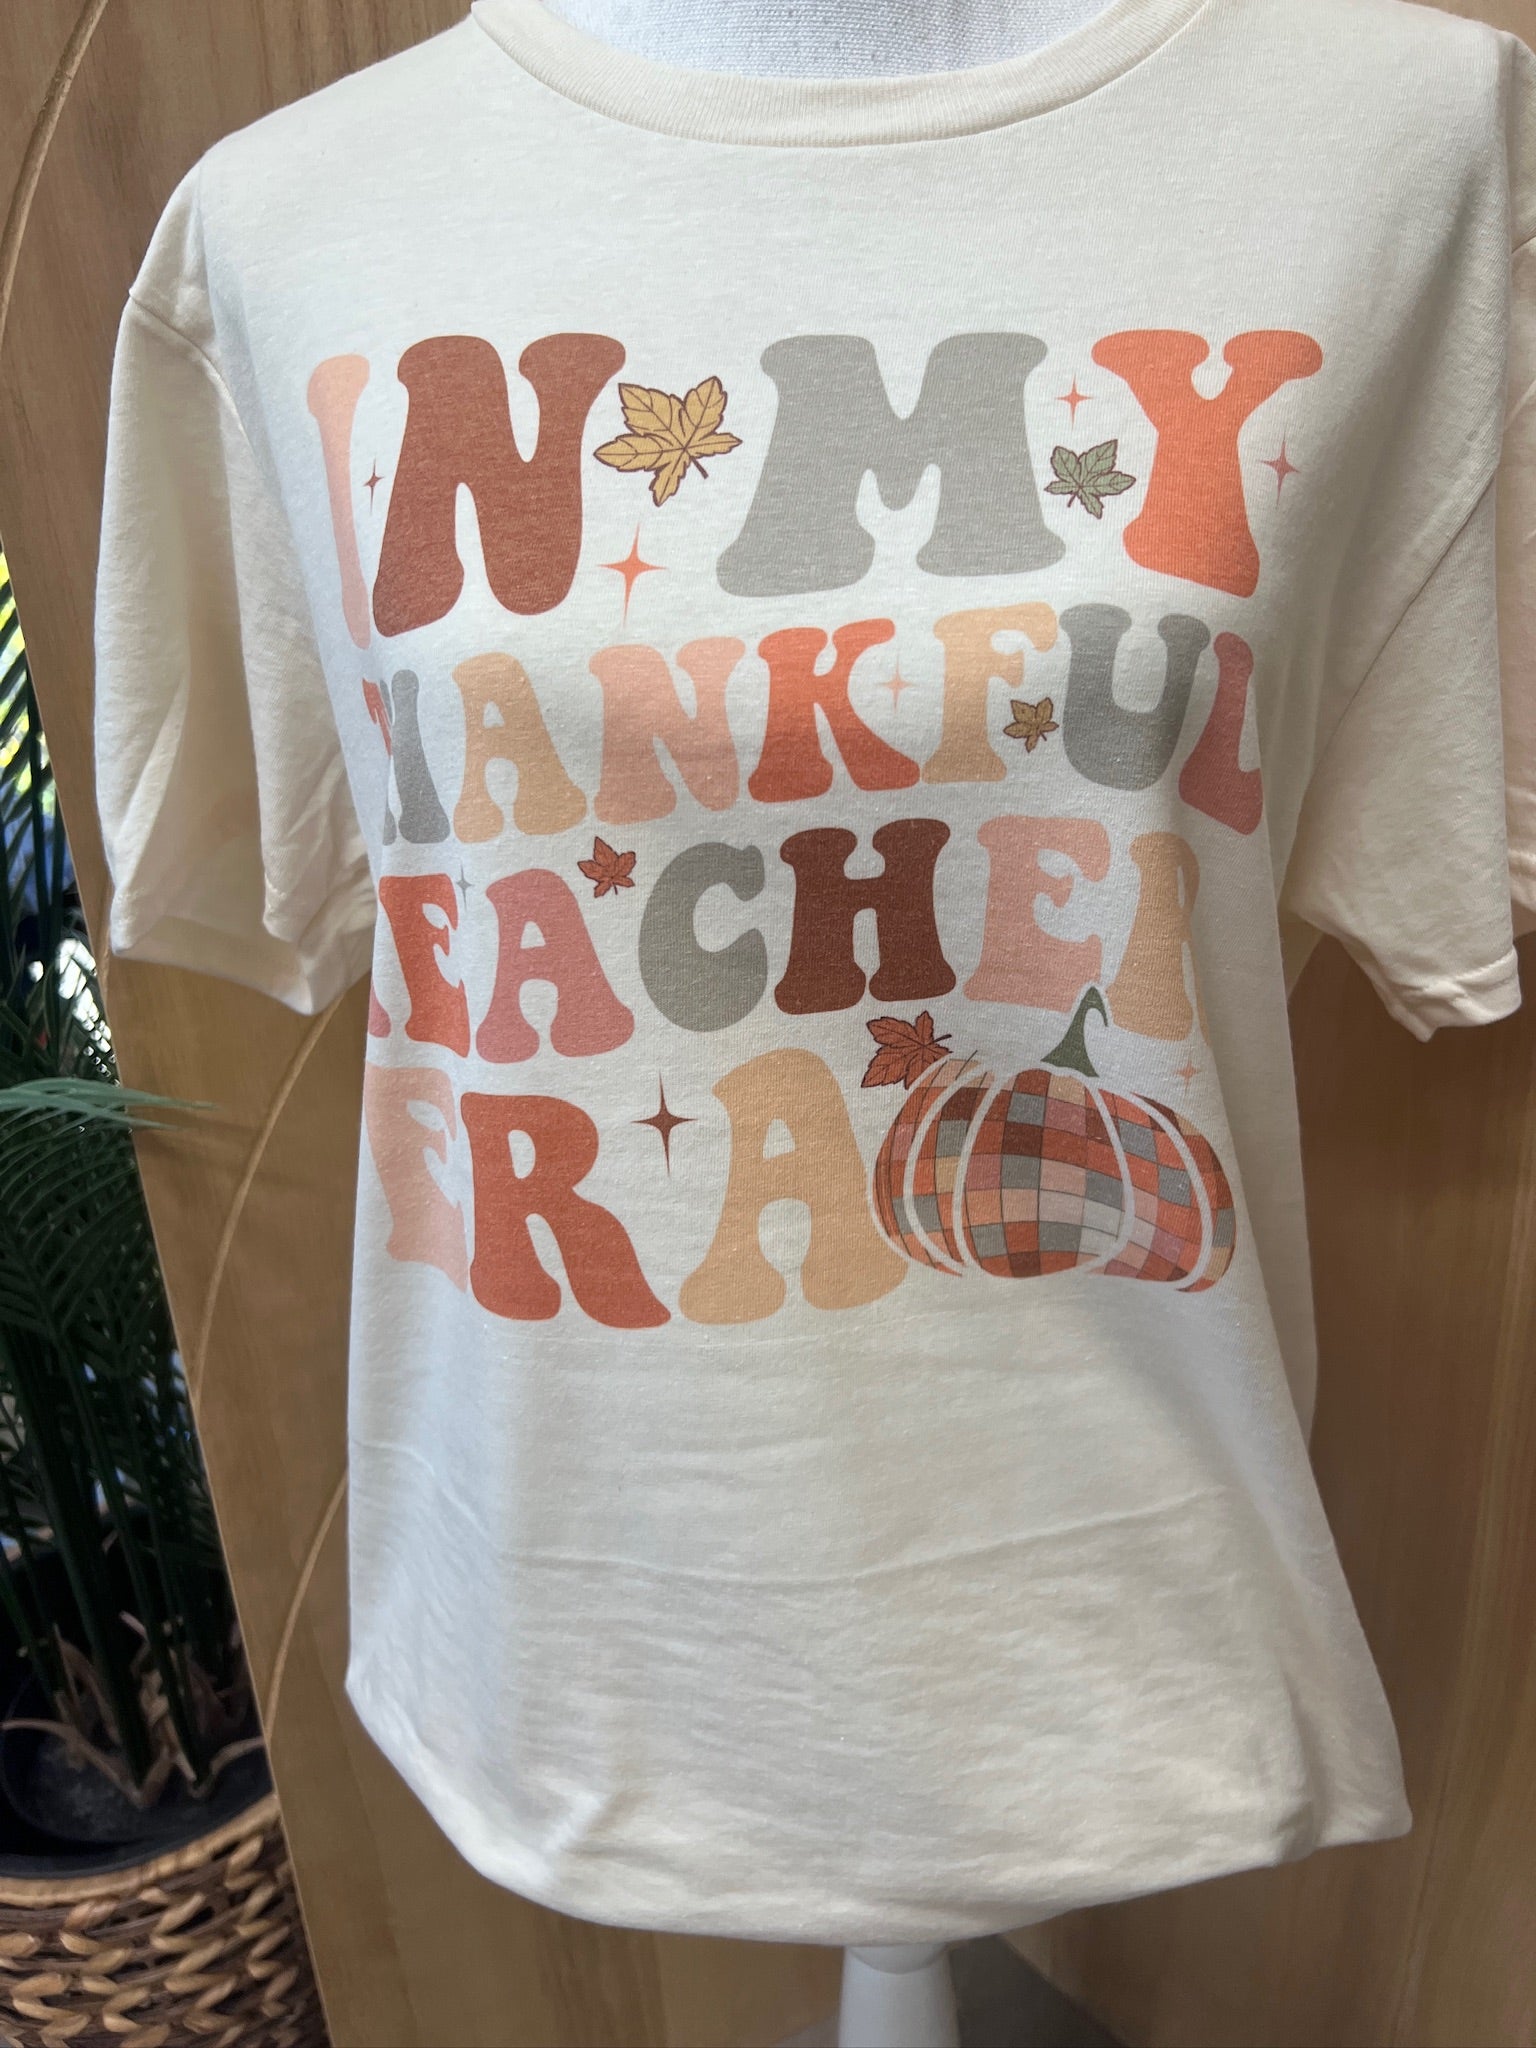 IN MY
THANKFUL
TEACHER
ERA